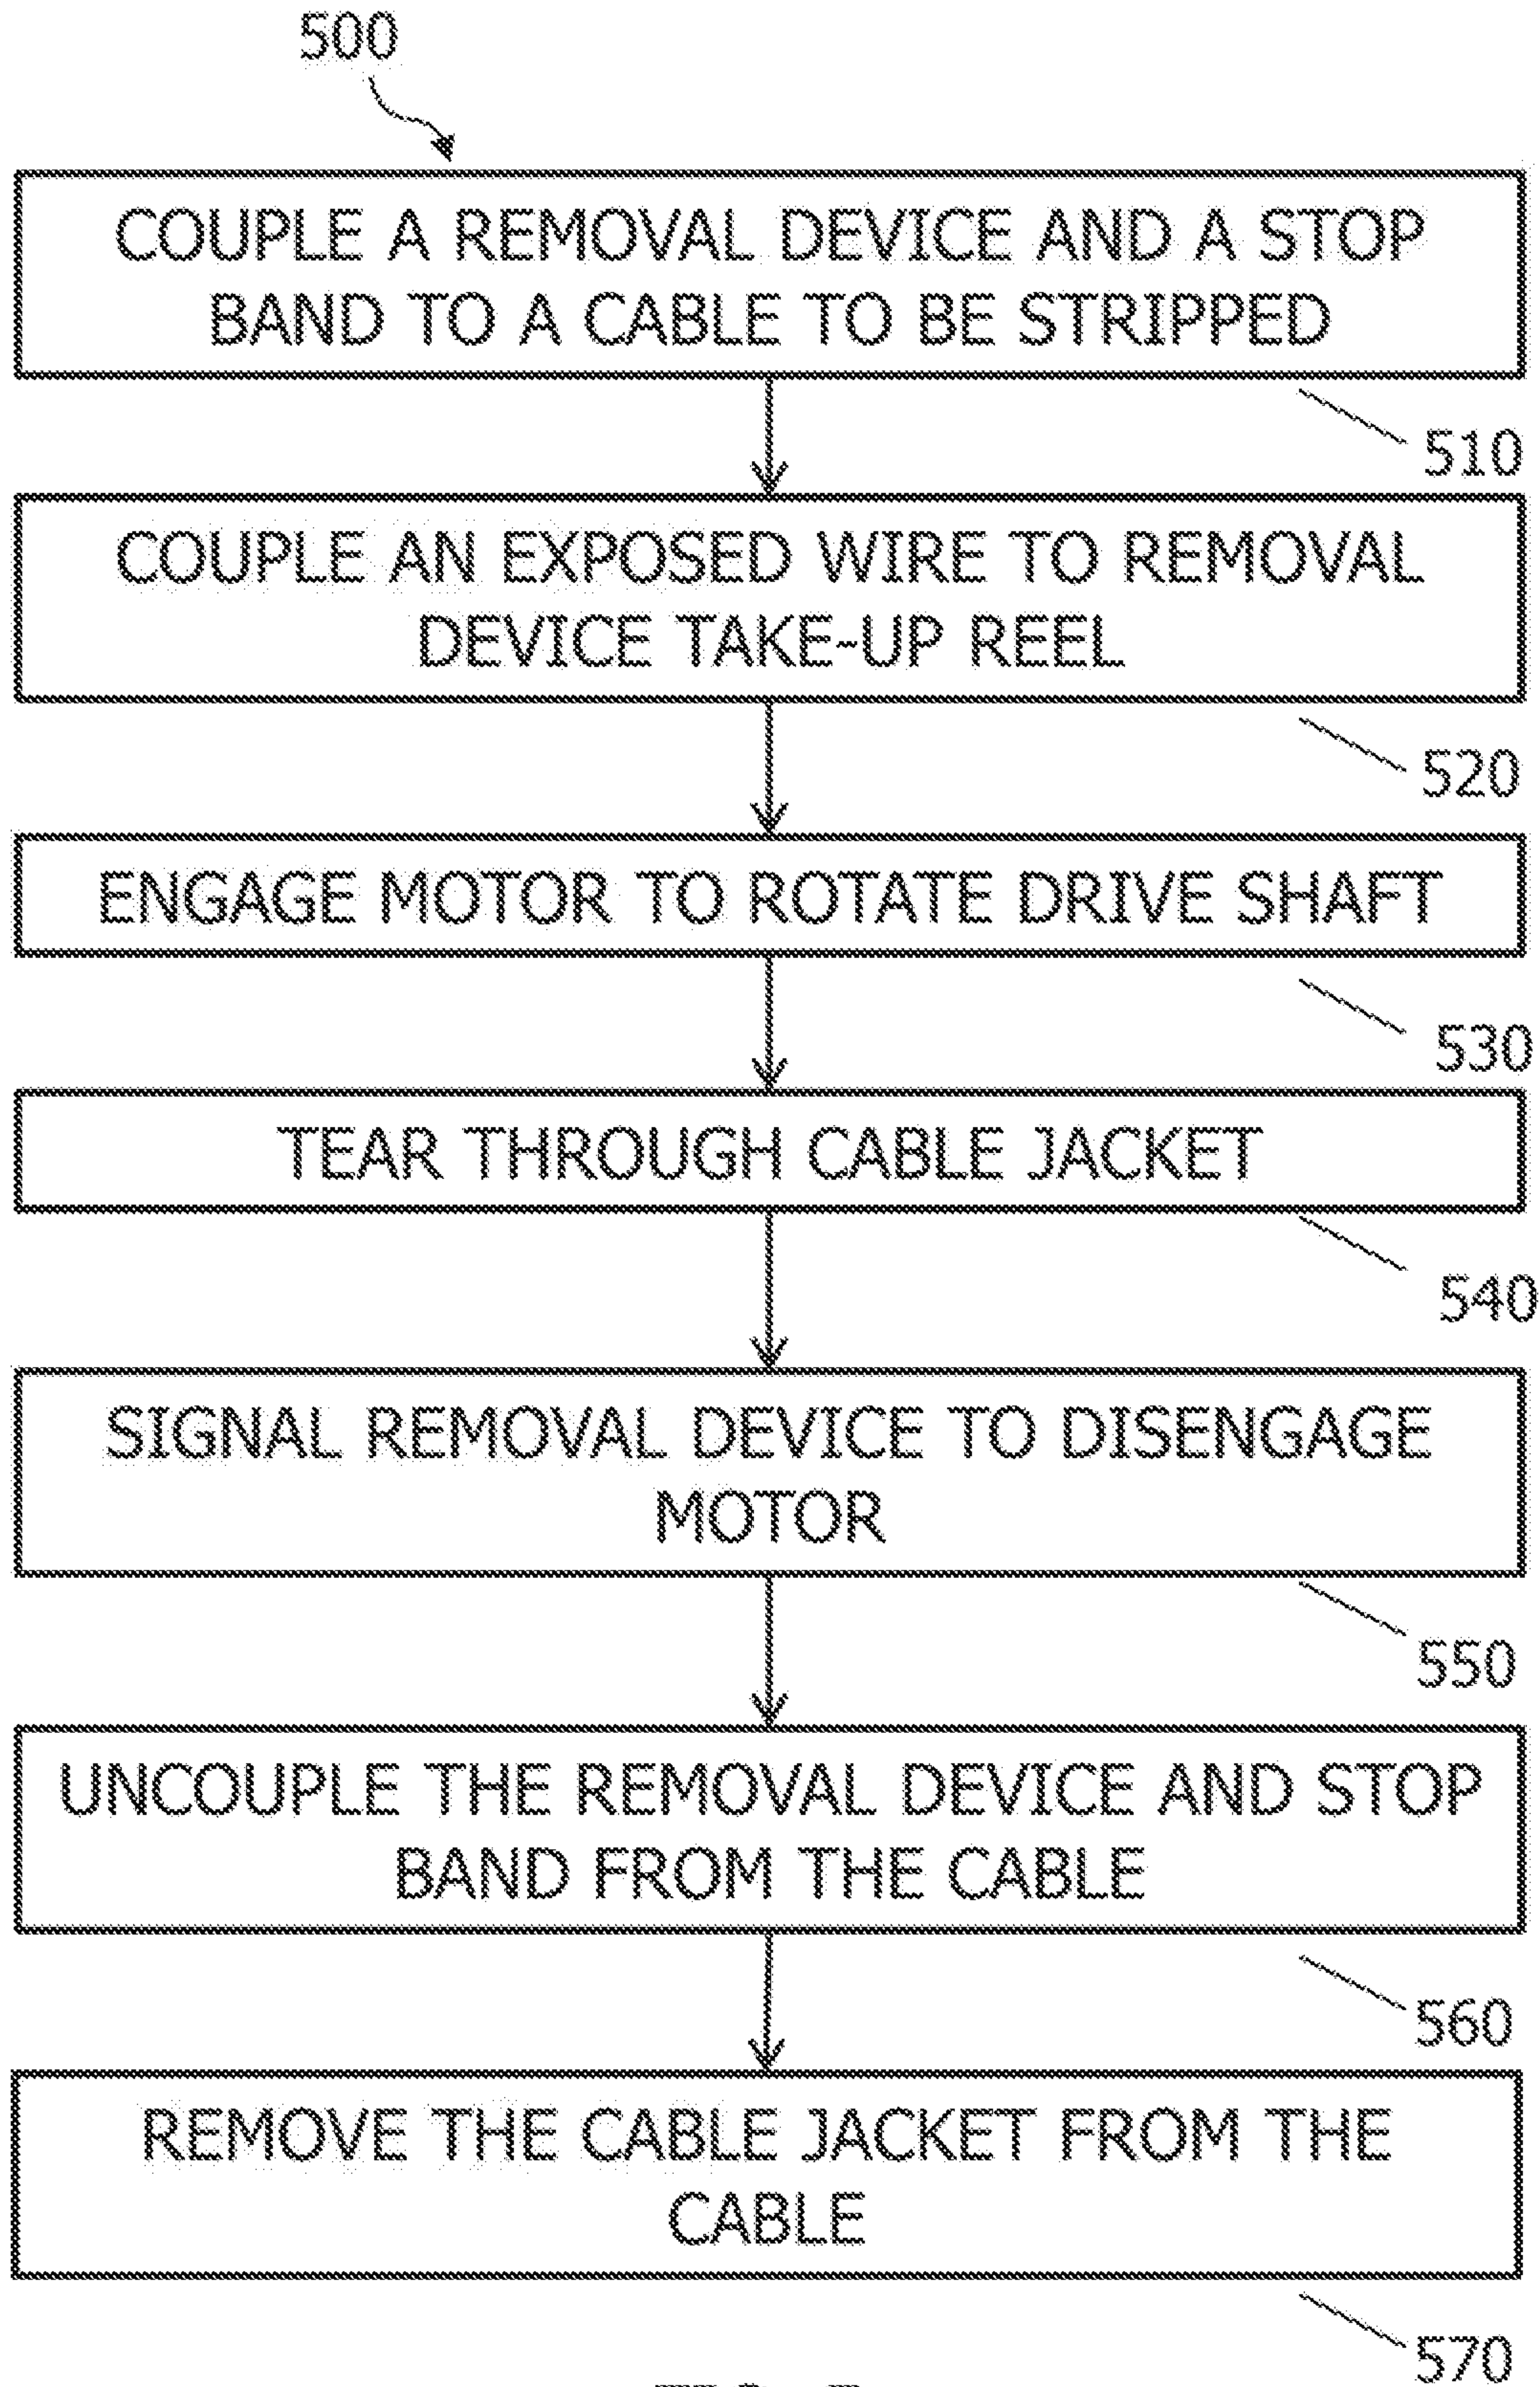 500
COUPLE A REMOVAL DEVICE AND A STOP
BAND TO A CABLE TO BE STRIPPED
510
COUPLE AN EXPOSED WIRE TO REMOVAL
DEVICE TAKE-UP REEL
520
ENGAGE MOTOR TO ROTATE DRIVE SHAFT
530
TEAR THROUGH CABLE JACKET
540
SIGNAL REMOVAL DEVICE TO DISENGAGE
MOTOR
550
UNCOUPLE THE REMOVAL DEVICE AND STOP
BAND FROM THE CABLE
560
REMOVE THE CABLE JACKET FROM THE
CABLE
570